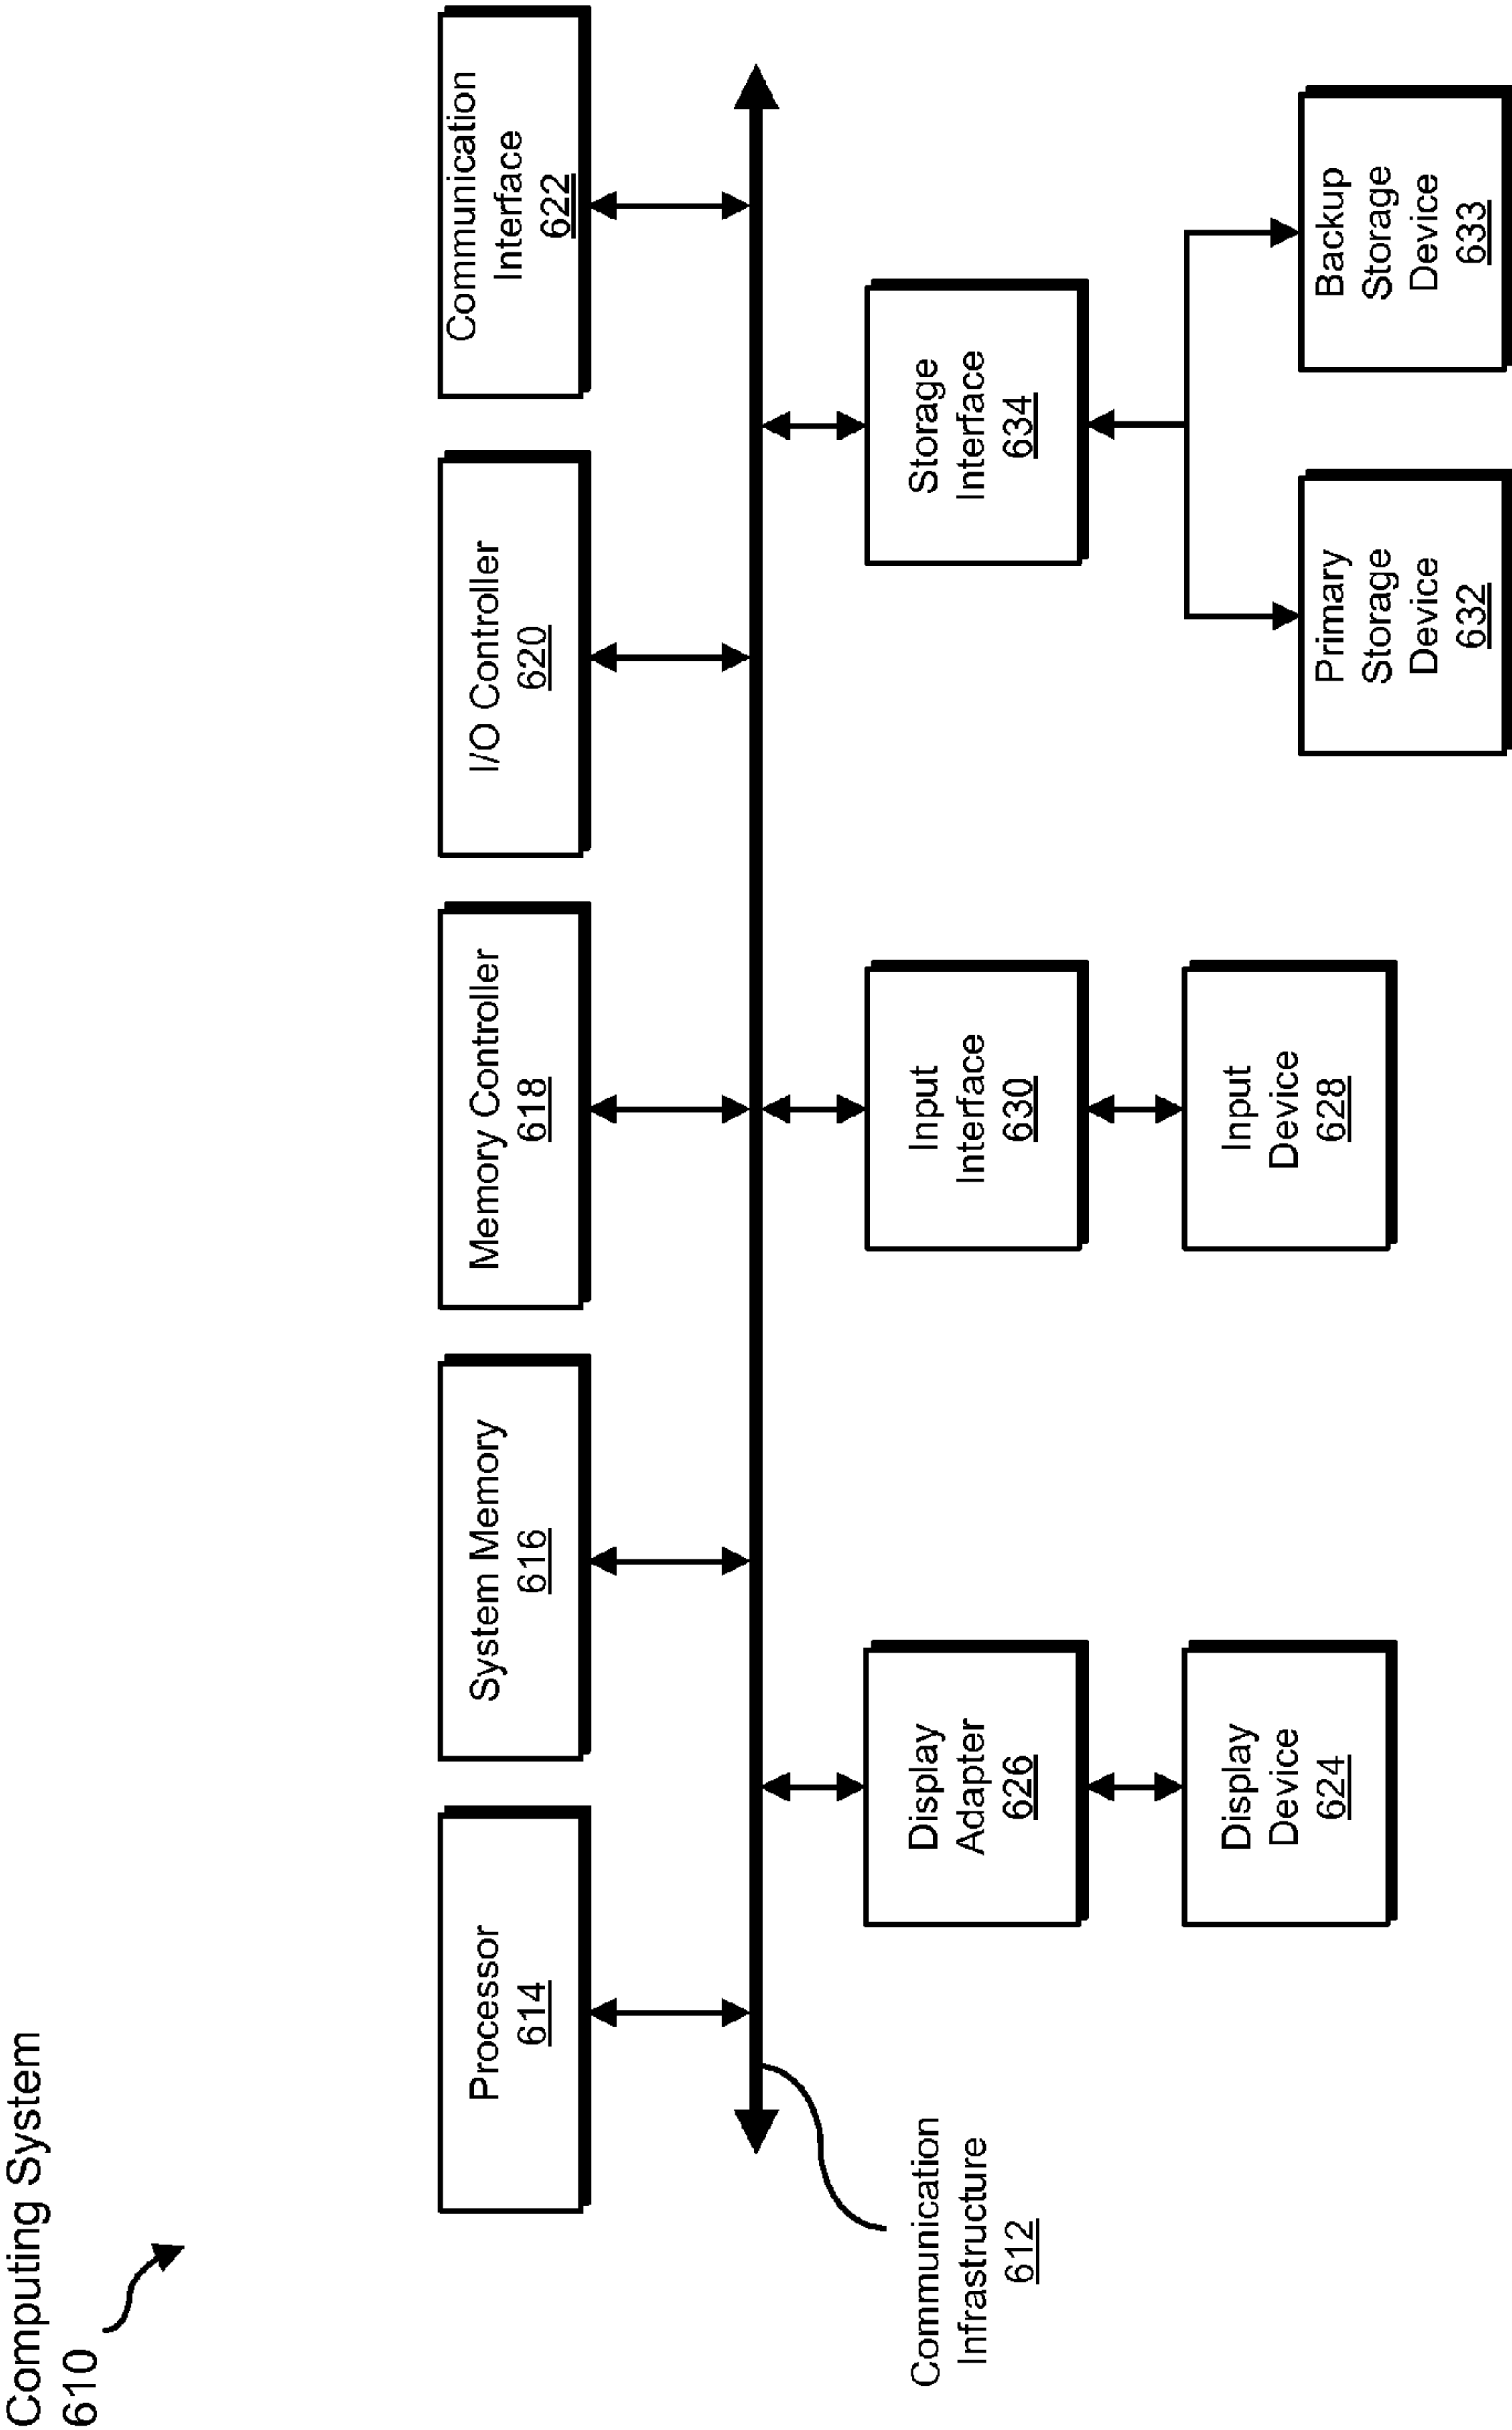 Computing System
610
Processor
614
System Memory
616
Memory Controller
618
I/O Controller
620
Communication
Interface
622
Communication
Infrastructure
612
Display
Adapter
626
Input
Interface
630
Storage
Interface
634
Display
Device
624
Input
Device
628
Primary
Storage
Device
632
Backup
Storage
Device
633